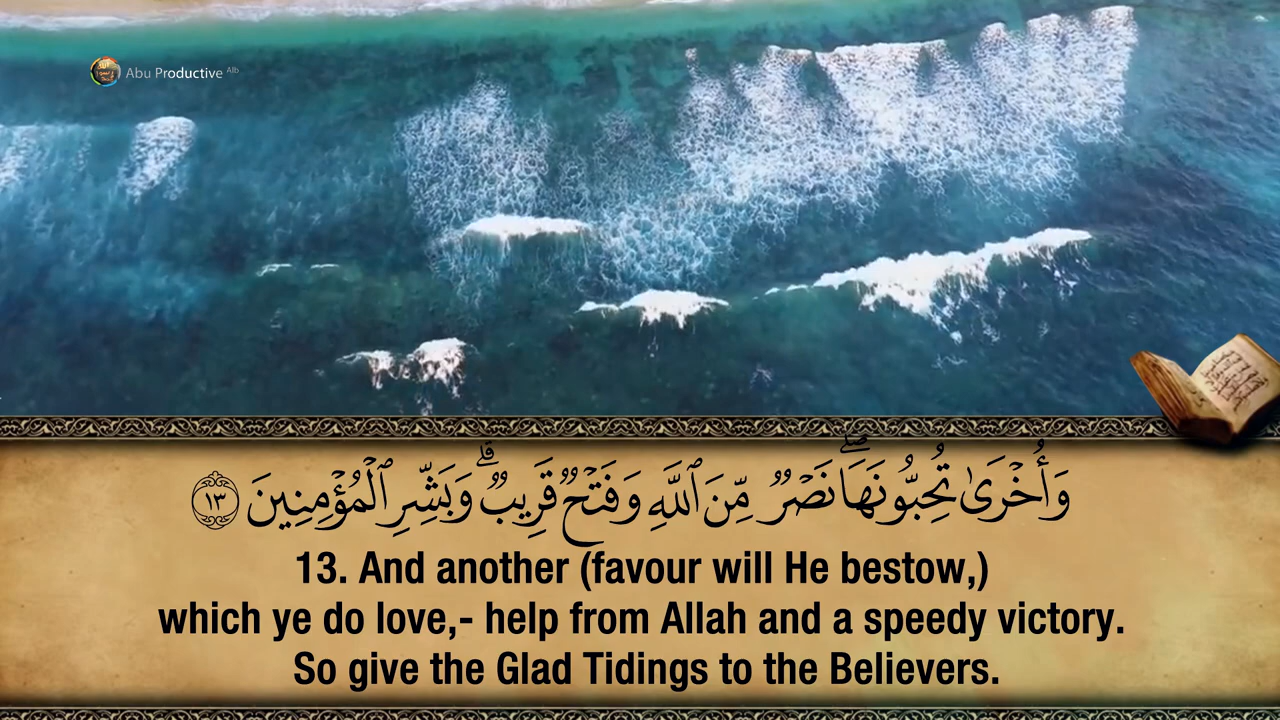 Abu Productive Alb
وَأُخْرَىٰ تُحِبُّونَهَا ۖ نَصْرٌ مِّنَ ٱللَّهِ وَفَتْحٌ قَرِيبٌ ۗ وَبَشِّرِ ٱلْمُؤْمِنِينَ ١٣
13. And another (favour will He bestow,)
which ye do love,- help from Allah and a speedy victory.
So give the Glad Tidings to the Believers.